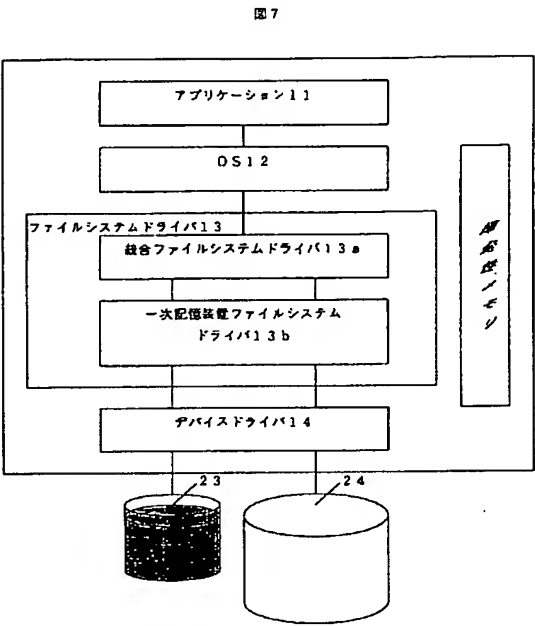 図7
アプリケーション11
OS12
ファイルシステムドライバ13
統合ファイルシステムドライバ13a
一次記憶装置ファイルシステム
ドライバ13b
デバイスドライバ14
メモリ
23
24